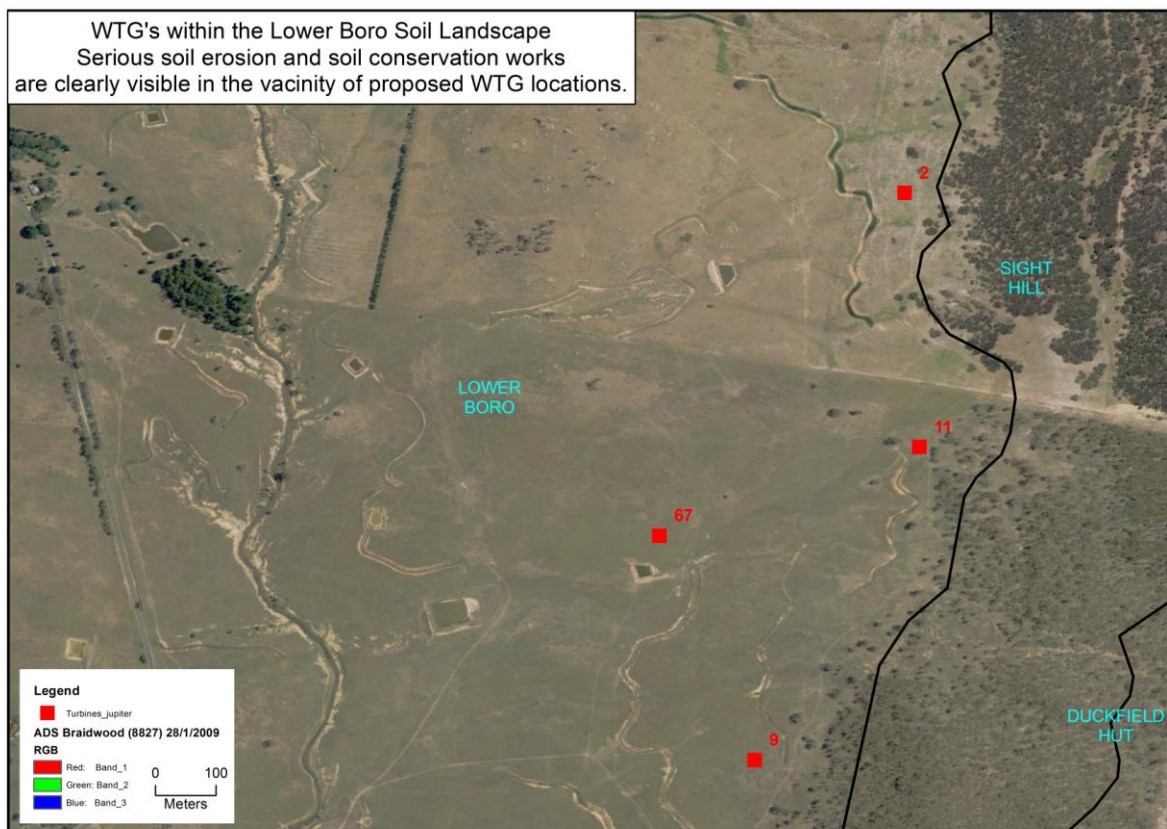 WTG's within the Lower Boro Soil Landscape
Serious soil erosion and soil conservation works
are clearly visible in the vacinity of proposed WTG locations.
2
SIGHT
HILL
LOWER
BORO
11
67
9
DUCKFIELD
HUT
Legend
Turbines_jupiter
ADS Braidwood (8827) 28/1/2009
RGB
Red: Band_1
Green: Band_2
Blue: Band_3
0 100
Meters